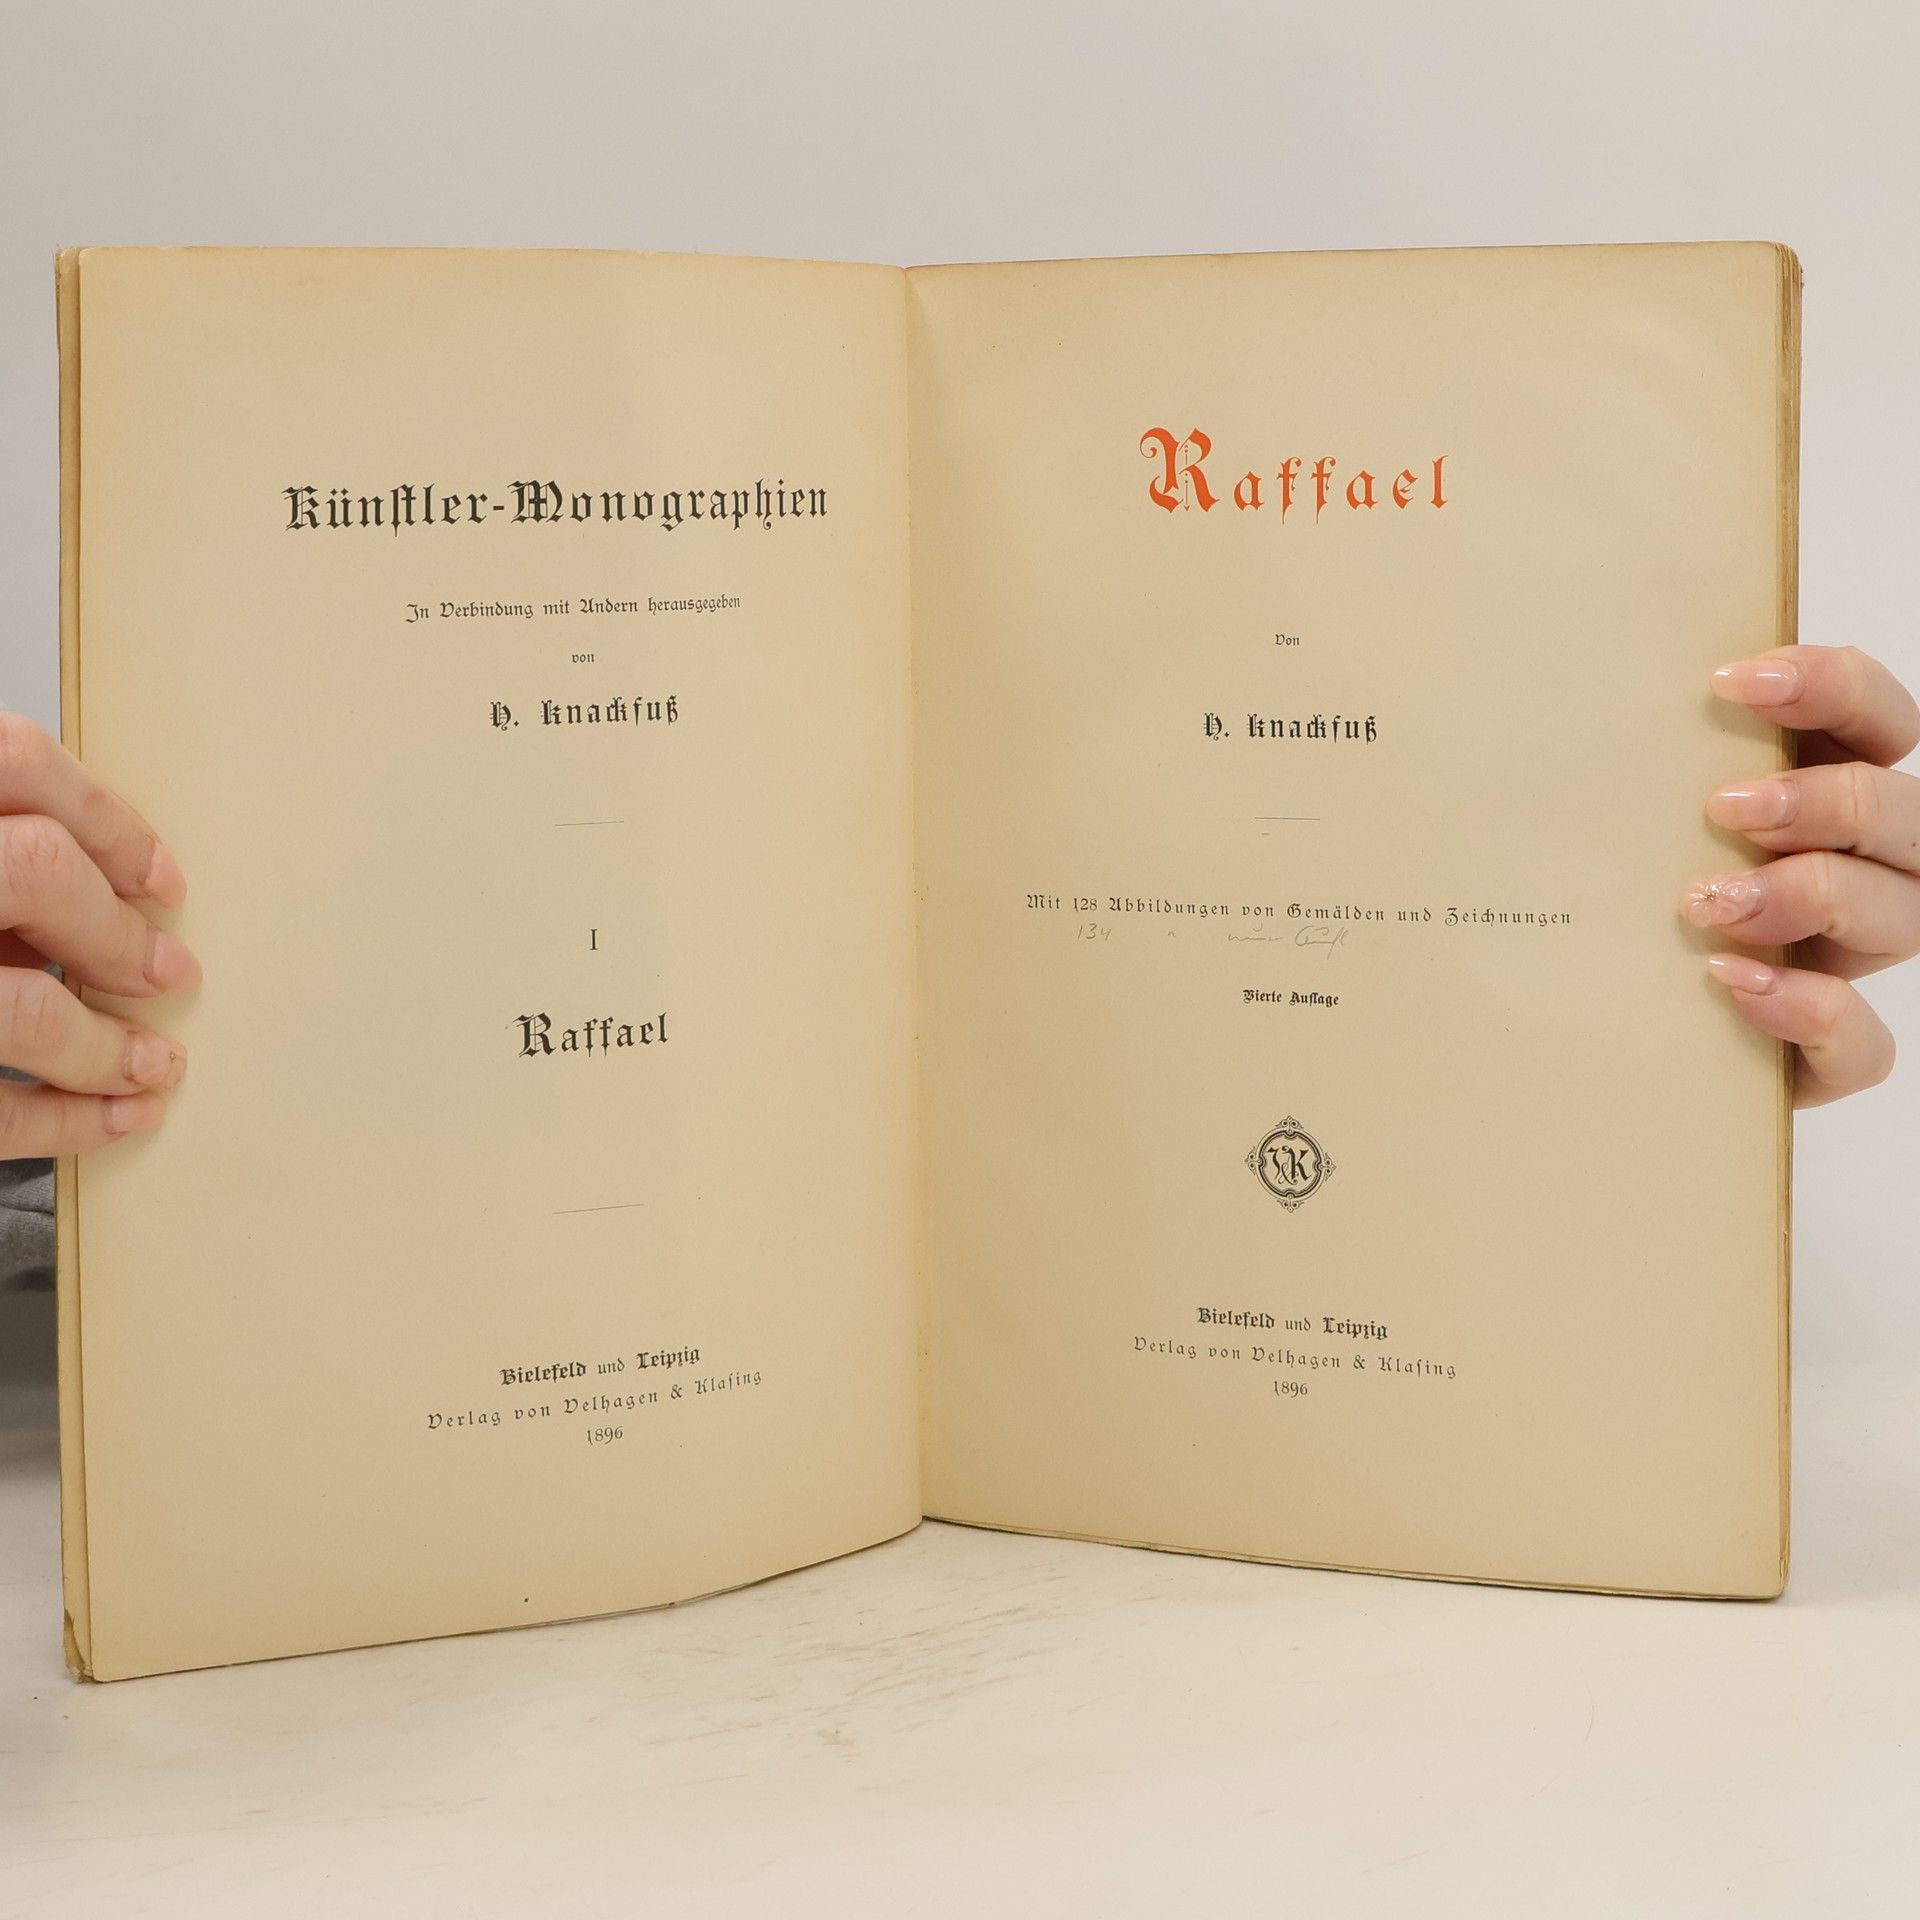 Künſtler-Monographien
In Verbindung mit Andern herausgegeben
von
H. Knackfuß
I
Raffael
Bielefeld und Leipzig
Verlag von Velhagen & Klaſing
1896
Raffael
Von
H. Knackfuß
Mit 128 Abbildungen von Gemälden und Zeichnungen
134 "
Vierte Auflage
V&K
Bielefeld und Leipzig
Verlag von Velhagen & Klaſing
1896